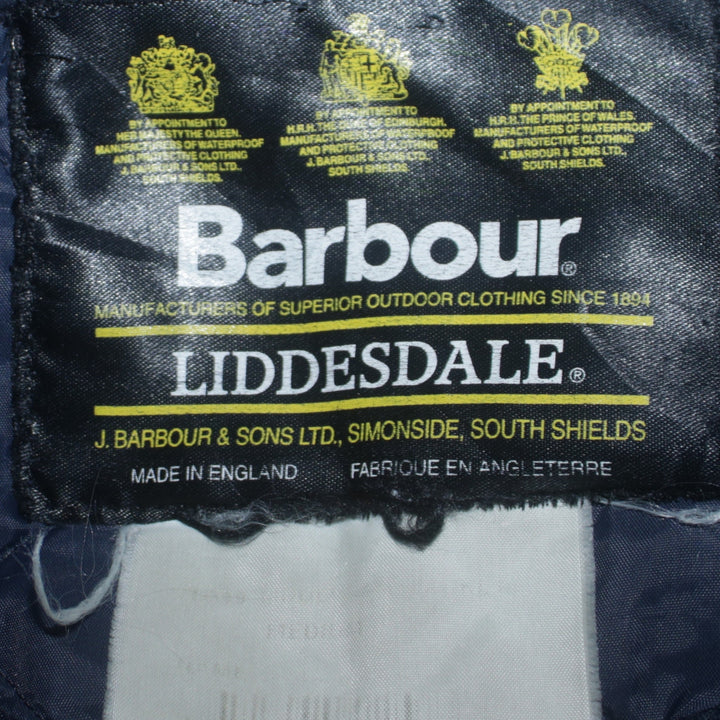 BY APPOINTMENT TO
HER MAJESTY THE QUEEN.
MANUFACTURERS OF WATERPROOF
AND PROTECTIVE CLOTHING
J. BARBOUR & SONS LTD.,
SOUTH SHIELDS.
BY APPOINTMENT TO
H.R.H. THE OF EDINBURGH.
MANUFACTURERS OF WATERPROOF
AND PROTECTIVE CLOTHING
J. BARBOUR & SONS LTD.,
SOUTH SHIELDS.
BY APPOINTMENT TO
H.R.H. THE PRINCE OF WALES.
MANUFACTURERS OF WATERPROOF
AND PROTECTIVE CLOTHING
J. BARBOUR & SONS LTD.,
SOUTH SHIELDS.
Barbour®
MANUFACTURERS OF SUPERIOR OUTDOOR CLOTHING SINCE 1894
LIDDESDALE®
J. BARBOUR & SONS LTD., SIMONSIDE, SOUTH SHIELDS
MADE IN ENGLAND FABRIQUE EN ANGLETERRE